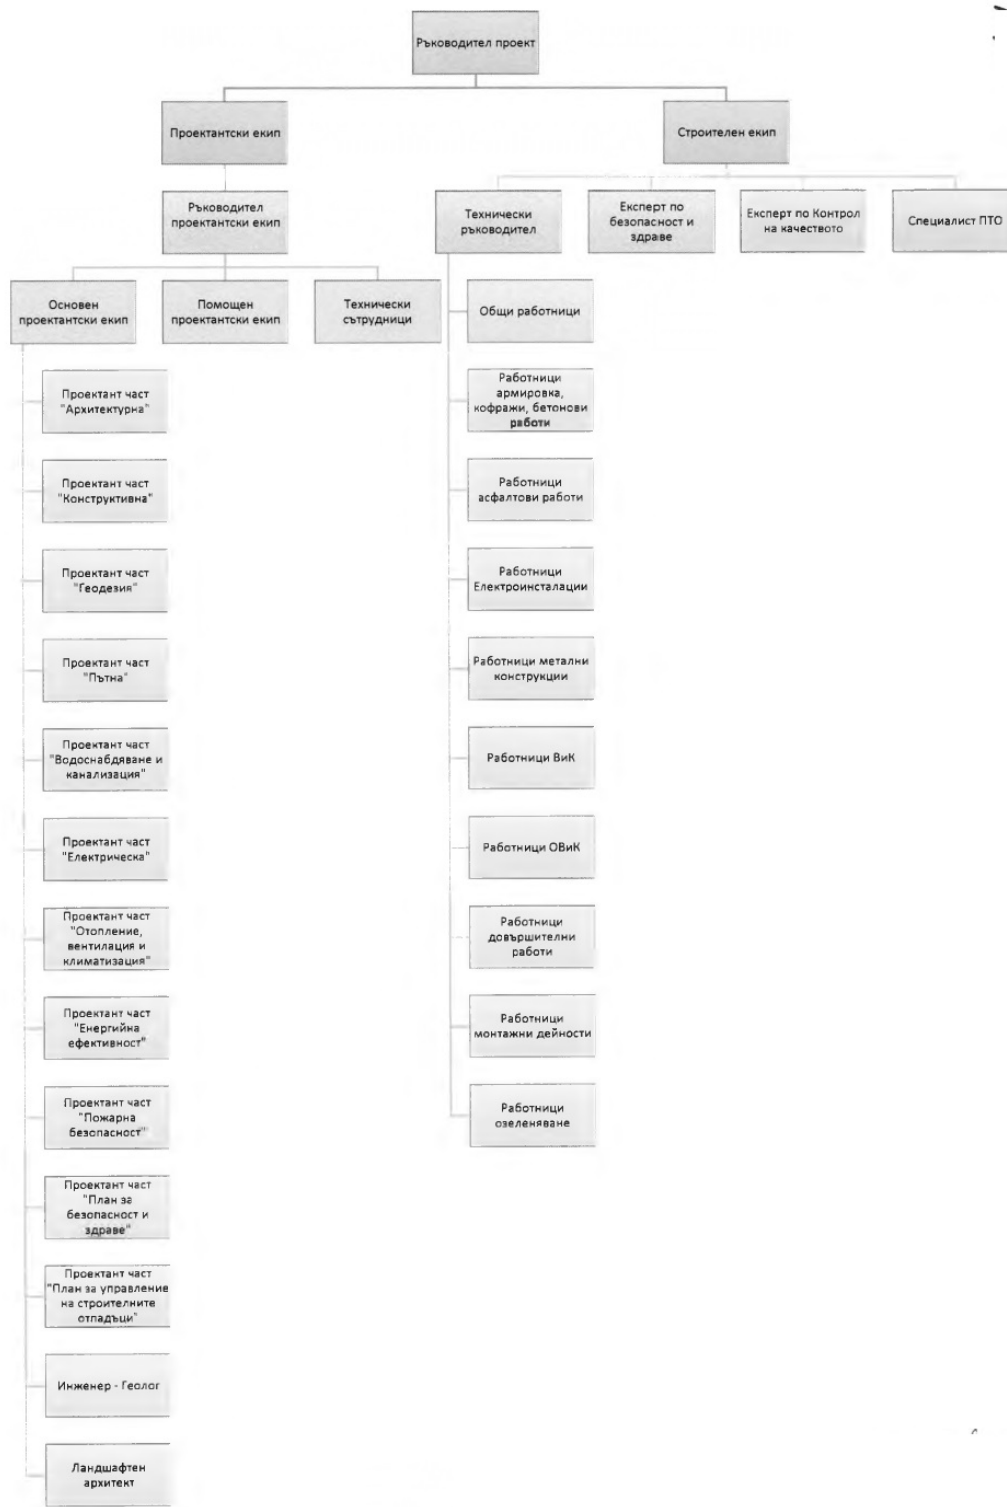 Ръководител проект
Проектантски екип
Строителен екип
Ръководител
проектантски екип
Технически
ръководител
Експерт по
безопасност и
здраве
Експерт по Контрол
на качеството
Специалист ПТО
Основен
проектантски екип
Помощен
проектантски екип
Технически
сътрудници
Проектант част
"Архитектурна"
Проектант част
"Конструктивна"
Проектант част
"Геодезия"
Проектант част
"Пътна"
Проектант част
"Водоснабдяване и
канализация"
Проектант част
"Електрическа"
Проектант част
"Отопление,
вентилация и
климатизация"
Проектант част
"Енергийна
ефективност"
Проектант част
"Пожарна
безопасност"
Проектант част
"План за
безопасност и
здраве"
Проектант част
"План за управление
на строителните
отпадъци"
Инженер - Геолог
Ландшафтен
архитект
Общи работници
Работници
армировка,
кофражи, бетонови
работи
Работници
асфалтови работи
Работници
Електроинсталации
Работници метални
конструкции
Работници ВиК
Работници ОВиК
Работници
довършителни
работи
Работници
монтажни дейности
Работници
озеленяване